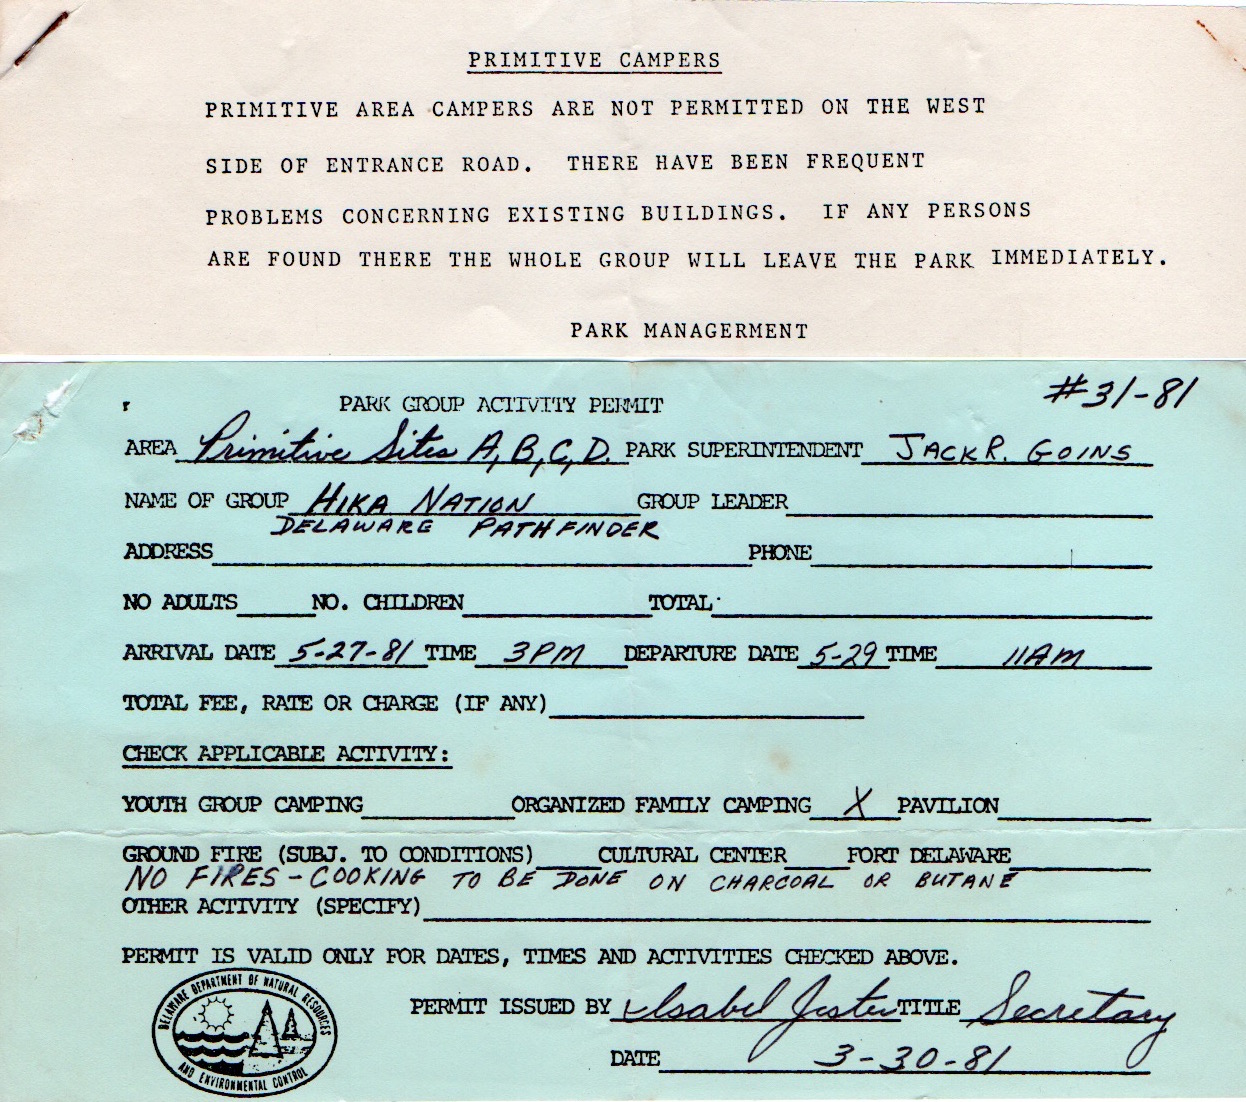 PRIMITIVE CAMPERS
PRIMITIVE AREA CAMPERS ARE NOT PERMITTED ON THE WEST
SIDE OF ENTRANCE ROAD. THERE HAVE BEEN FREQUENT
PROBLEMS CONCERNING EXISTING BUILDINGS. IF ANY PERSONS
ARE FOUND THERE THE WHOLE GROUP WILL LEAVE THE PARK IMMEDIATELY.
PARK MANAGERMENT
#31-81
PARK GROUP ACTIVITY PERMIT
AREA Primitive Sites A, B, C, D. PARK SUPERINTENDENT JACK R. GOINS
NAME OF GROUP HIKA NATION GROUP LEADER
DELAWARE PATHFINDER
ADDRESS PHONE
NO ADULTS NO. CHILDREN TOTAL
ARRIVAL DATE 5-27-81 TIME 3PM DEPARTURE DATE 5-29 TIME 11AM
TOTAL FEE, RATE OR CHARGE (IF ANY)
CHECK APPLICABLE ACTIVITY:
YOUTH GROUP CAMPING ORGANIZED FAMILY CAMPING X PAVILION
GROUND FIRE (SUBJ. TO CONDITIONS) CULTURAL CENTER FORT DELAWARE
NO FIRES - COOKING TO BE DONE ON CHARCOAL OR BUTANE
OTHER ACTIVITY (SPECIFY)
PERMIT IS VALID ONLY FOR DATES, TIMES AND ACTIVITIES CHECKED ABOVE.
DELAWARE DEPARTMENT OF NATURAL RESOURCES
AND ENVIRONMENTAL CONTROL
PERMIT ISSUED BY Isabel Jester TITLE Secretary
DATE 3-30-81